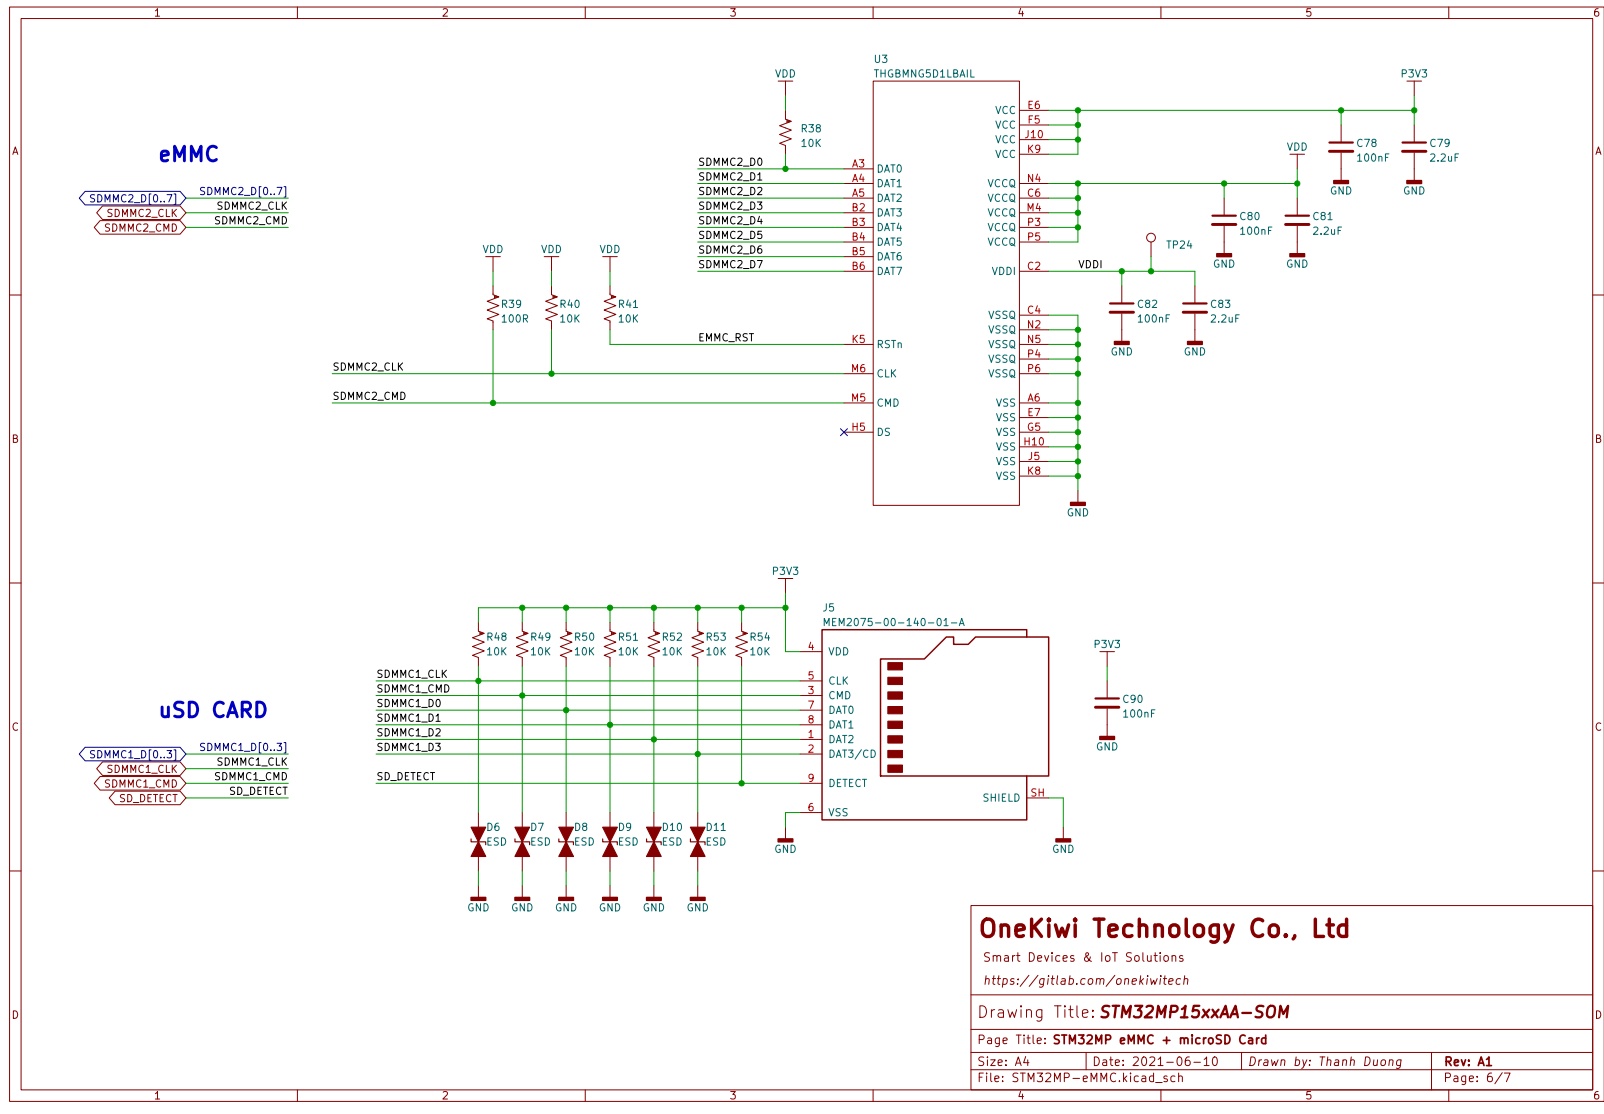 1 2 3 4 5 6
A
B
C
D
A
B
C
D
1 2 3 4 5 6
eMMC
SDMMC2_D[0..7] SDMMC2_D[0..7]
SDMMC2_CLK SDMMC2_CLK
SDMMC2_CMD SDMMC2_CMD
U3
THGBMNG5D1LBAIL
VDD
R38
10K
SDMMC2_D0 A3 DAT0
SDMMC2_D1 A4 DAT1
SDMMC2_D2 A5 DAT2
SDMMC2_D3 B2 DAT3
SDMMC2_D4 B3 DAT4
SDMMC2_D5 B4 DAT5
SDMMC2_D6 B5 DAT6
SDMMC2_D7 B6 DAT7
VDD VDD VDD
R39 R40 R41
100R 10K 10K
EMMC_RST K5 RSTn
SDMMC2_CLK M6 CLK
SDMMC2_CMD M5 CMD
H5 DS
VCC E6
VCC F5
VCC J10
VCC K9
VCCQ N4
VCCQ C6
VCCQ M4
VCCQ P3
VCCQ P5
VDDI C2 VDDI
VSSQ C4
VSSQ N2
VSSQ N5
VSSQ P4
VSSQ P6
VSS A6
VSS E7
VSS G5
VSS H10
VSS J5
VSS K8
GND
P3V3
C78 C79
100nF 2.2uF
GND GND
VDD
C80 C81
100nF 2.2uF
GND GND
TP24
C82 C83
100nF 2.2uF
GND GND
uSD CARD
SDMMC1_D[0..3] SDMMC1_D[0..3]
SDMMC1_CLK SDMMC1_CLK
SDMMC1_CMD SDMMC1_CMD
SD_DETECT SD_DETECT
P3V3
R48 R49 R50 R51 R52 R53 R54
10K 10K 10K 10K 10K 10K 10K
J5
MEM2075-00-140-01-A
4 VDD
SDMMC1_CLK 5 CLK
SDMMC1_CMD 3 CMD
SDMMC1_D0 7 DAT0
SDMMC1_D1 8 DAT1
SDMMC1_D2 1 DAT2
SDMMC1_D3 2 DAT3/CD
SD_DETECT 9 DETECT
6 VSS
SHIELD SH
GND
GND
D6 D7 D8 D9 D10 D11
ESD ESD ESD ESD ESD ESD
GND GND GND GND GND GND
P3V3
C90
100nF
GND
OneKiwi Technology Co., Ltd
Smart Devices & IoT Solutions
https://gitlab.com/onekiwitech
Drawing Title: STM32MP15xxAA-SOM
Page Title: STM32MP eMMC + microSD Card
Size: A4 Date: 2021-06-10 Drawn by: Thanh Duong Rev: A1
File: STM32MP-eMMC.kicad_sch Page: 6/7